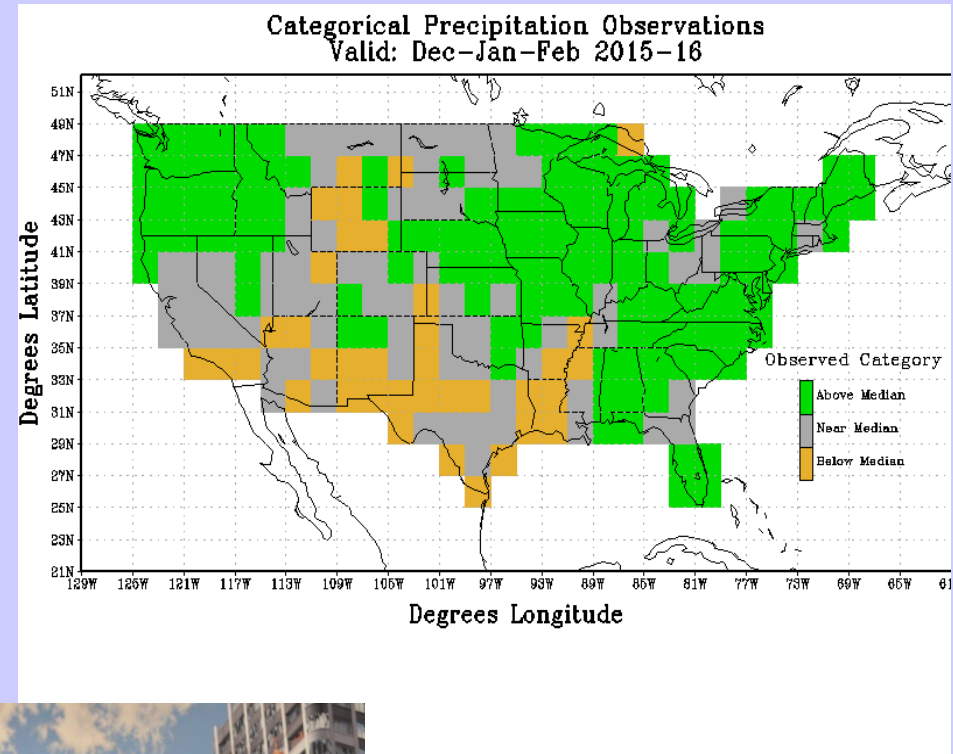 Categorical Precipitation Observations
Valid: Dec-Jan-Feb 2015-16
51N
49N
47N
45N
43N
41N
39N
37N
35N
33N
31N
29N
27N
25N
23N
21N
Degrees Latitude
Observed Category
Above Median
Near Median
Below Median
129W 125W 121W 117W 113W 109W 105W 101W 97W 93W 89W 85W 81W 77W 73W 69W 65W 61
Degrees Longitude